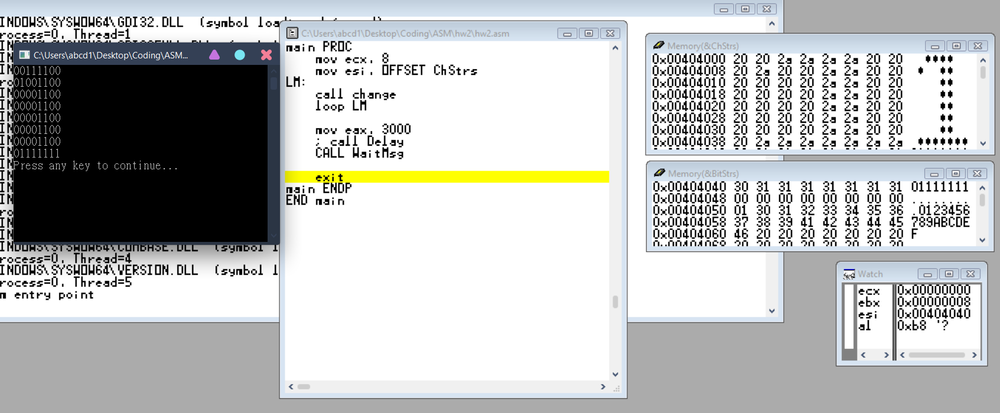 INDOWS\SYSWOW64\GDI32.DLL (symbol
rocess=0, Thread=1
C:\Users\abcd1\Desktop\Coding\ASM...
00111100
01001100
00001100
00001100
00001100
00001100
00001100
01111111
Press any key to continue...
INDOWS\SYSWOW64\COMBASE.DLL (symbol l
rocess=0, Thread=4
INDOWS\SYSWOW64\VERSION.DLL (symbol l
rocess=0, Thread=5
m entry point
C:\Users\abcd1\Desktop\Coding\ASM\hw2\hw2.asm
main PROC
mov ecx, 8
mov esi, OFFSET ChStrs
LM:
call change
loop LM
mov eax, 3000
; call Delay
CALL WaitMsg
exit
main ENDP
END main
Memory(&ChStrs)
0x00404000 20 20 2a 2a 2a 2a 20 20 ****
0x00404008 20 2a 20 20 2a 2a 20 20 * **
0x00404010 20 20 20 20 2a 2a 20 20 **
0x00404018 20 20 20 20 2a 2a 20 20 **
0x00404020 20 20 20 20 2a 2a 20 20 **
0x00404028 20 20 20 20 2a 2a 20 20 **
0x00404030 20 20 20 20 2a 2a 20 20 **
0x00404038 20 2a 2a 2a 2a 2a 2a 2a *******
Memory(&BitStrs)
0x00404040 30 31 31 31 31 31 31 31 01111111
0x00404048 00 00 00 00 00 00 00 00 ........
0x00404050 01 30 31 32 33 34 35 36 .0123456
0x00404058 37 38 39 41 42 43 44 45 789ABCDE
0x00404060 46 20 20 20 20 20 20 20 F
0x00404068 20 20 20 20 20 20 20 20
Watch
ecx 0x00000000
ebx 0x00000008
esi 0x00404040
al 0xb8 '?